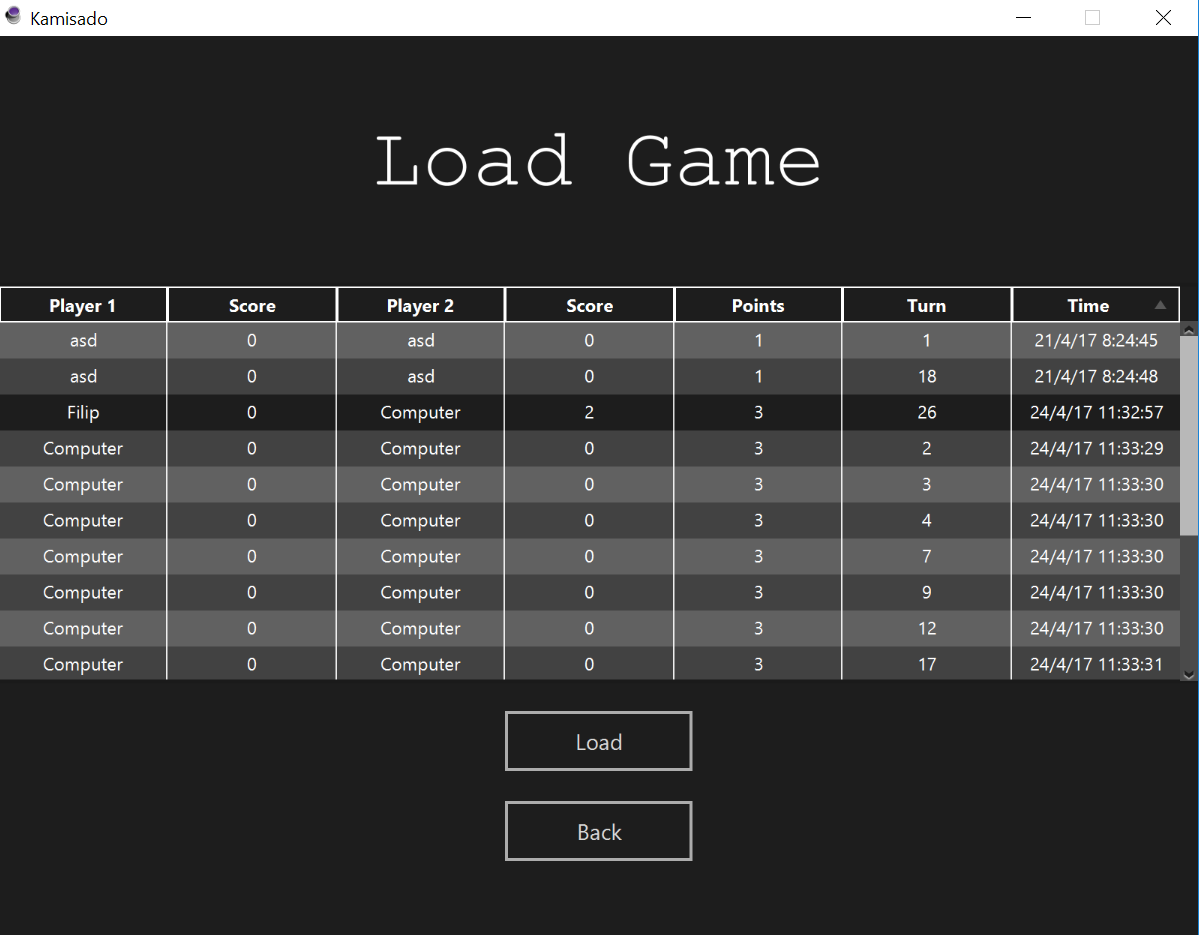 Kamisado
Load Game
Player 1 Score Player 2 Score Points Turn Time
asd 0 asd 0 1 1 21/4/17 8:24:45
asd 0 asd 0 1 18 21/4/17 8:24:48
Filip 0 Computer 2 3 26 24/4/17 11:32:57
Computer 0 Computer 0 3 2 24/4/17 11:33:29
Computer 0 Computer 0 3 3 24/4/17 11:33:30
Computer 0 Computer 0 3 4 24/4/17 11:33:30
Computer 0 Computer 0 3 7 24/4/17 11:33:30
Computer 0 Computer 0 3 9 24/4/17 11:33:30
Computer 0 Computer 0 3 12 24/4/17 11:33:30
Computer 0 Computer 0 3 17 24/4/17 11:33:31
Load
Back